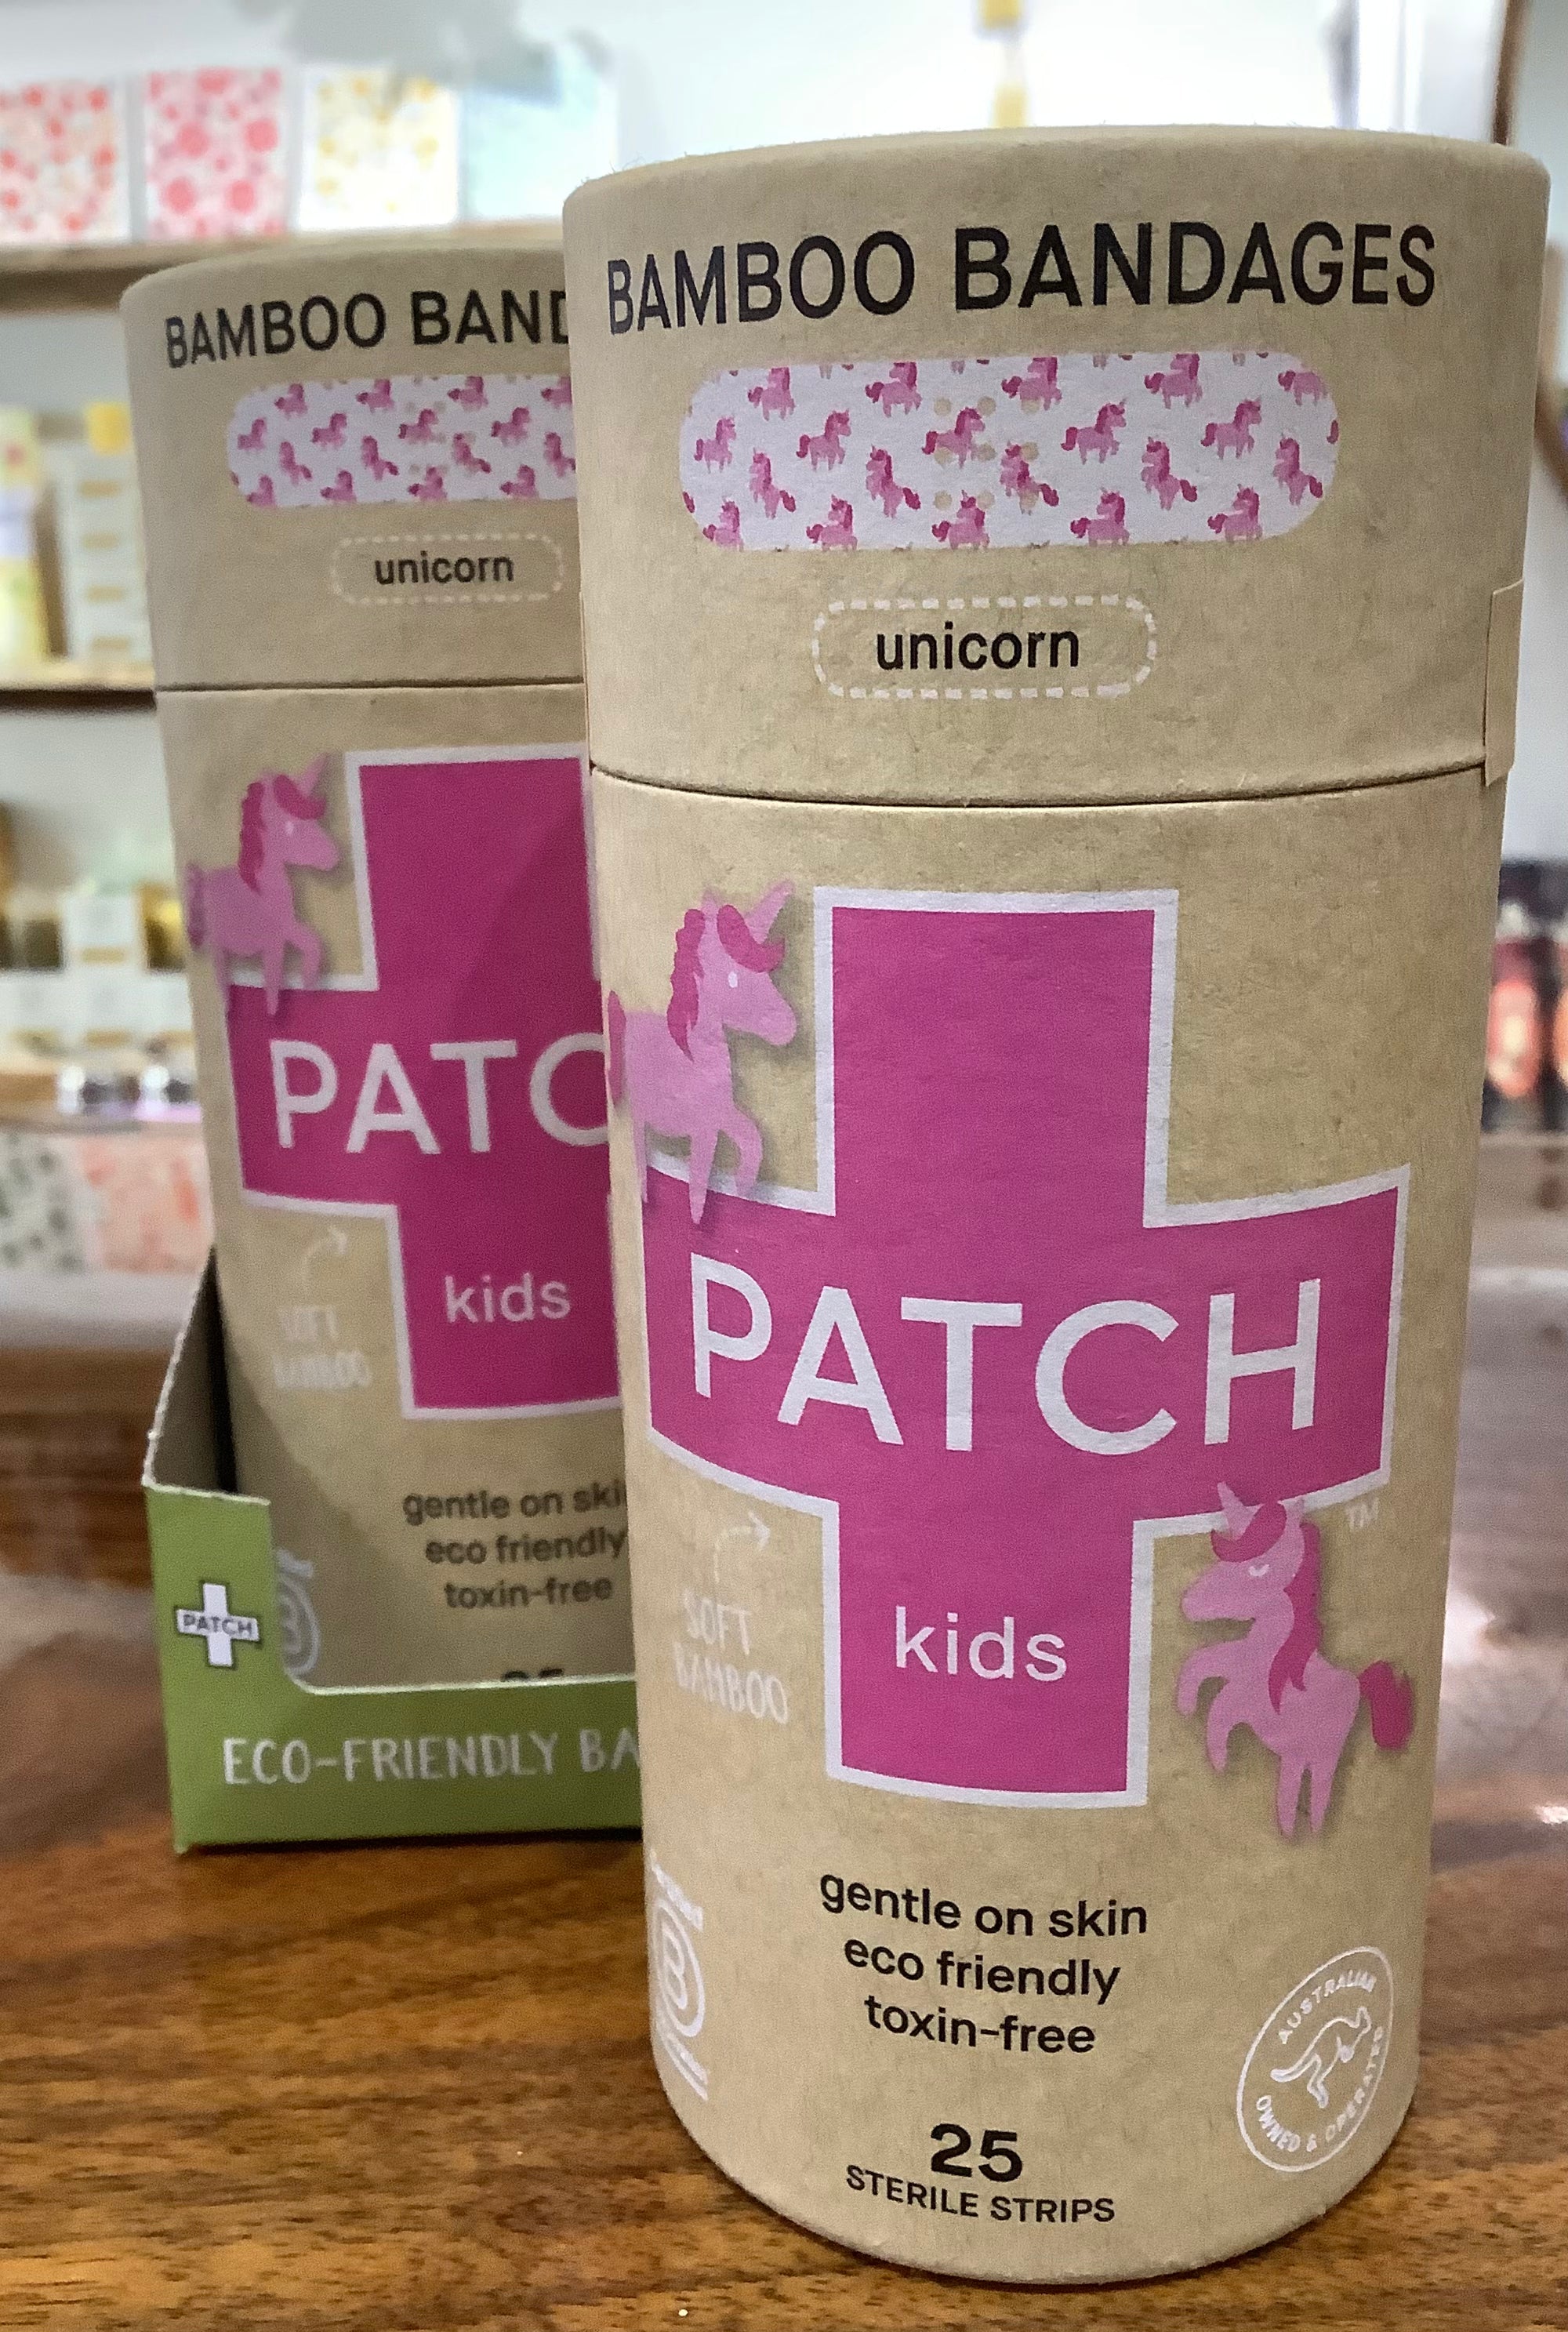 BAMBOO BANDAGES
unicorn
PATCH
TM
kids
SOFT
BAMBOO
gentle on skin
eco friendly
toxin-free
B
AUSTRALIAN
OWNED & OPERATED
25
STERILE STRIPS
BAMBOO BAND
unicorn
PATC
kids
SOFT
BAMBOO
gentle on ski
eco friendly
toxin-free
B
25
PATCH
ECO-FRIENDLY BA